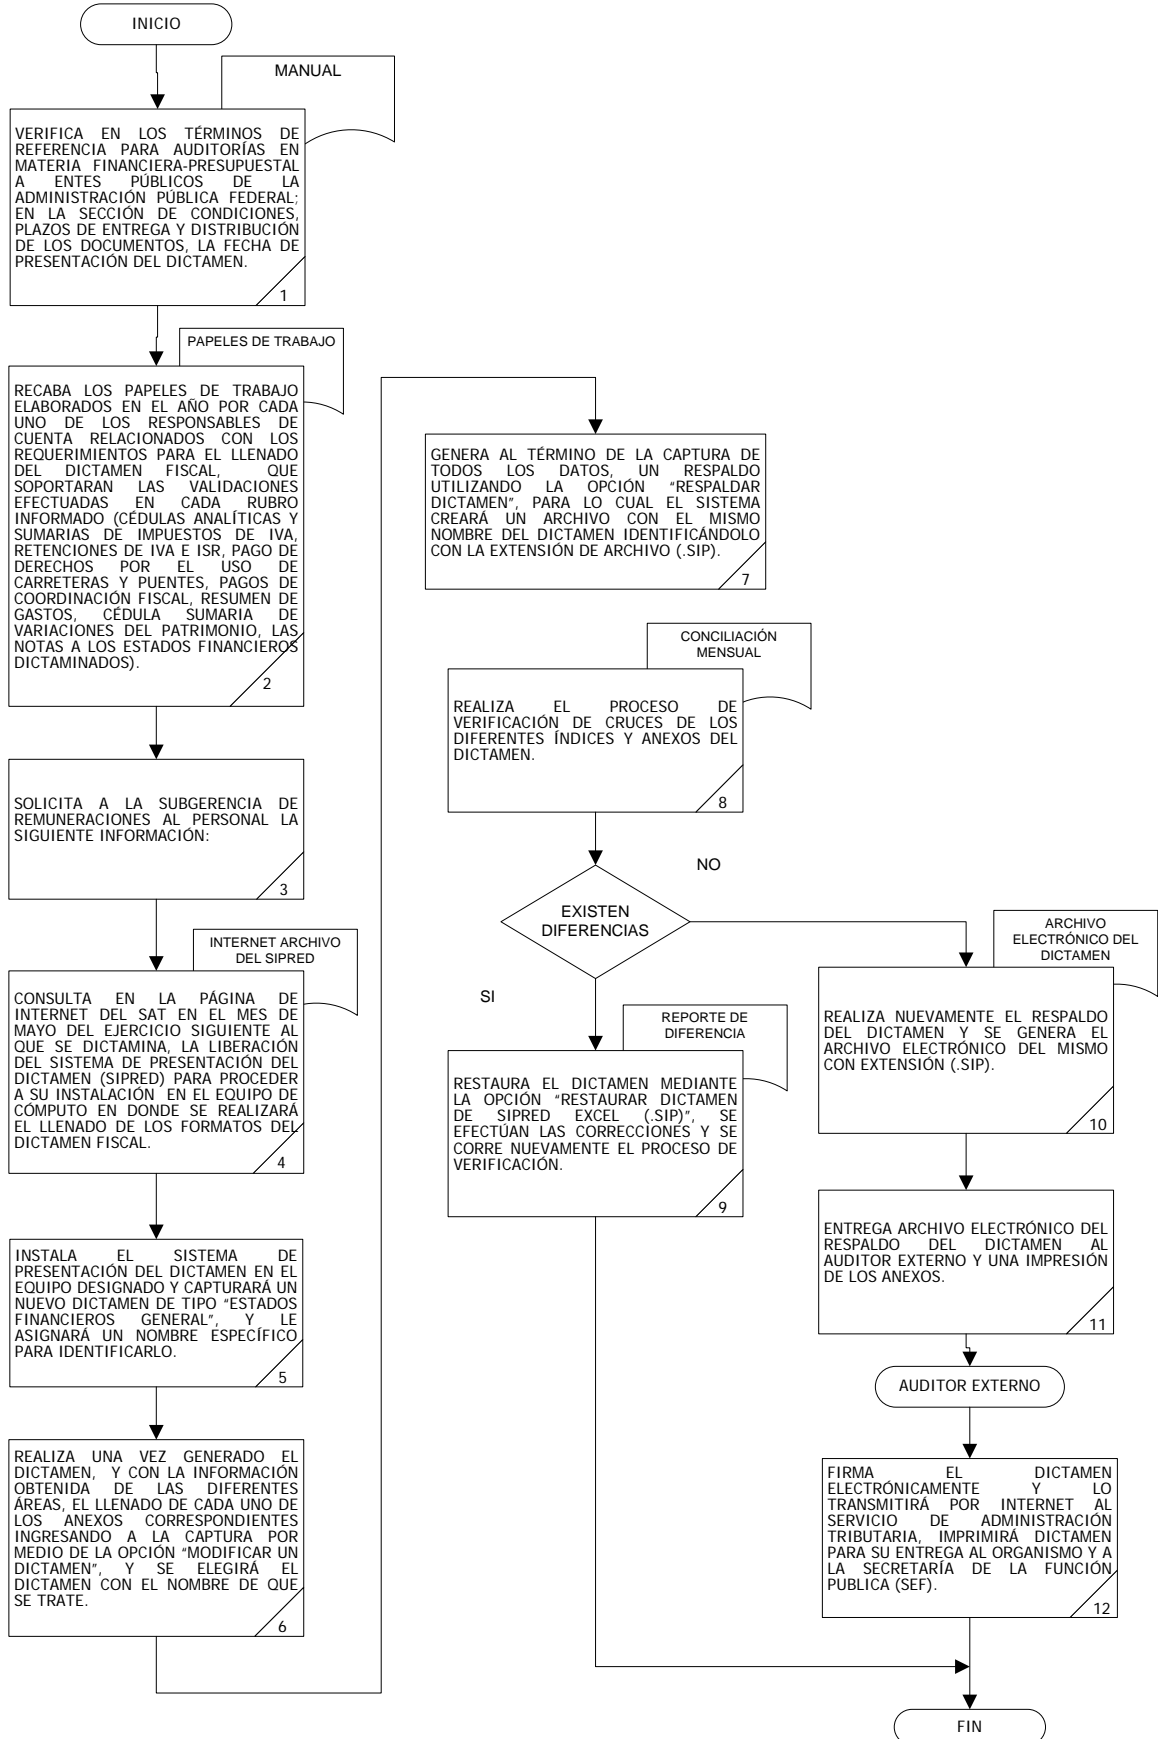 INICIO
MANUAL
VERIFICA EN LOS TÉRMINOS DE
REFERENCIA PARA AUDITORÍAS EN
MATERIA FINANCIERA-PRESUPUESTAL
A ENTES PÚBLICOS DE LA
ADMINISTRACIÓN PÚBLICA FEDERAL;
EN LA SECCIÓN DE CONDICIONES,
PLAZOS DE ENTREGA Y DISTRIBUCIÓN
DE LOS DOCUMENTOS, LA FECHA DE
PRESENTACIÓN DEL DICTAMEN.
1
PAPELES DE TRABAJO
RECABA LOS PAPELES DE TRABAJO
ELABORADOS EN EL AÑO POR CADA
UNO DE LOS RESPONSABLES DE
CUENTA RELACIONADOS CON LOS
REQUERIMIENTOS PARA EL LLENADO
DEL DICTAMEN FISCAL, QUE
SOPORTARAN LAS VALIDACIONES
EFECTUADAS EN CADA RUBRO
INFORMADO (CÉDULAS ANALÍTICAS Y
SUMARIAS DE IMPUESTOS DE IVA,
RETENCIONES DE IVA E ISR, PAGO DE
DERECHOS POR EL USO DE
CARRETERAS Y PUENTES, PAGOS DE
COORDINACIÓN FISCAL, RESUMEN DE
GASTOS, CÉDULA SUMARIA DE
VARIACIONES DEL PATRIMONIO, LAS
NOTAS A LOS ESTADOS FINANCIEROS
DICTAMINADOS).
2
SOLICITA A LA SUBGERENCIA DE
REMUNERACIONES AL PERSONAL LA
SIGUIENTE INFORMACIÓN:
3
INTERNET ARCHIVO
DEL SIPRED
CONSULTA EN LA PÁGINA DE
INTERNET DEL SAT EN EL MES DE
MAYO DEL EJERCICIO SIGUIENTE AL
QUE SE DICTAMINA, LA LIBERACIÓN
DEL SISTEMA DE PRESENTACIÓN DEL
DICTAMEN (SIPRED) PARA PROCEDER
A SU INSTALACIÓN EN EL EQUIPO DE
CÓMPUTO EN DONDE SE REALIZARÁ
EL LLENADO DE LOS FORMATOS DEL
DICTAMEN FISCAL.
4
INSTALA EL SISTEMA DE
PRESENTACIÓN DEL DICTAMEN EN EL
EQUIPO DESIGNADO Y CAPTURARÁ UN
NUEVO DICTAMEN DE TIPO "ESTADOS
FINANCIEROS GENERAL", Y LE
ASIGNARÁ UN NOMBRE ESPECÍFICO
PARA IDENTIFICARLO.
5
REALIZA UNA VEZ GENERADO EL
DICTAMEN, Y CON LA INFORMACIÓN
OBTENIDA DE LAS DIFERENTES
ÁREAS, EL LLENADO DE CADA UNO DE
LOS ANEXOS CORRESPONDIENTES
INGRESANDO A LA CAPTURA POR
MEDIO DE LA OPCIÓN "MODIFICAR UN
DICTAMEN", Y SE ELEGIRÁ EL
DICTAMEN CON EL NOMBRE DE QUE
SE TRATE.
6
GENERA AL TÉRMINO DE LA CAPTURA DE
TODOS LOS DATOS, UN RESPALDO
UTILIZANDO LA OPCIÓN "RESPALDAR
DICTAMEN", PARA LO CUAL EL SISTEMA
CREARÁ UN ARCHIVO CON EL MISMO
NOMBRE DEL DICTAMEN IDENTIFICÁNDOLO
CON LA EXTENSIÓN DE ARCHIVO (.SIP).
7
CONCILIACIÓN
MENSUAL
REALIZA EL PROCESO DE
VERIFICACIÓN DE CRUCES DE LOS
DIFERENTES ÍNDICES Y ANEXOS DEL
DICTAMEN.
8
EXISTEN
DIFERENCIAS
NO
SI
REPORTE DE
DIFERENCIA
RESTAURA EL DICTAMEN MEDIANTE
LA OPCIÓN "RESTAURAR DICTAMEN
DE SIPRED EXCEL (.SIP)", SE
EFECTÚAN LAS CORRECCIONES Y SE
CORRE NUEVAMENTE EL PROCESO DE
VERIFICACIÓN.
9
ARCHIVO
ELECTRÓNICO DEL
DICTAMEN
REALIZA NUEVAMENTE EL RESPALDO
DEL DICTAMEN Y SE GENERA EL
ARCHIVO ELECTRÓNICO DEL MISMO
CON EXTENSIÓN (.SIP).
10
ENTREGA ARCHIVO ELECTRÓNICO DEL
RESPALDO DEL DICTAMEN AL
AUDITOR EXTERNO Y UNA IMPRESIÓN
DE LOS ANEXOS.
11
AUDITOR EXTERNO
FIRMA EL DICTAMEN
ELECTRÓNICAMENTE Y LO
TRANSMITIRÁ POR INTERNET AL
SERVICIO DE ADMINISTRACIÓN
TRIBUTARIA, IMPRIMIRÁ DICTAMEN
PARA SU ENTREGA AL ORGANISMO Y A
LA SECRETARÍA DE LA FUNCIÓN
PUBLICA (SEF).
12
FIN